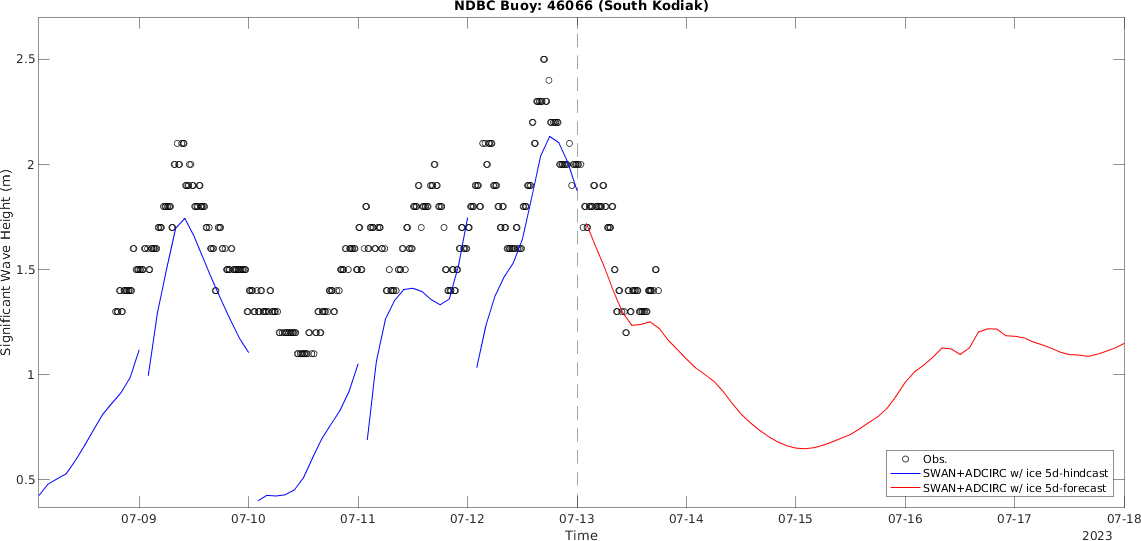 NDBC Buoy: 46066 (South Kodiak)
2.5
2
1.5
1
0.5
Significant Wave Height (m)
07-09 07-10 07-11 07-12 07-13 07-14 07-15 07-16 07-17 07-18
Time
2023
Obs.
SWAN+ADCIRC w/ ice 5d-hindcast
SWAN+ADCIRC w/ ice 5d-forecast